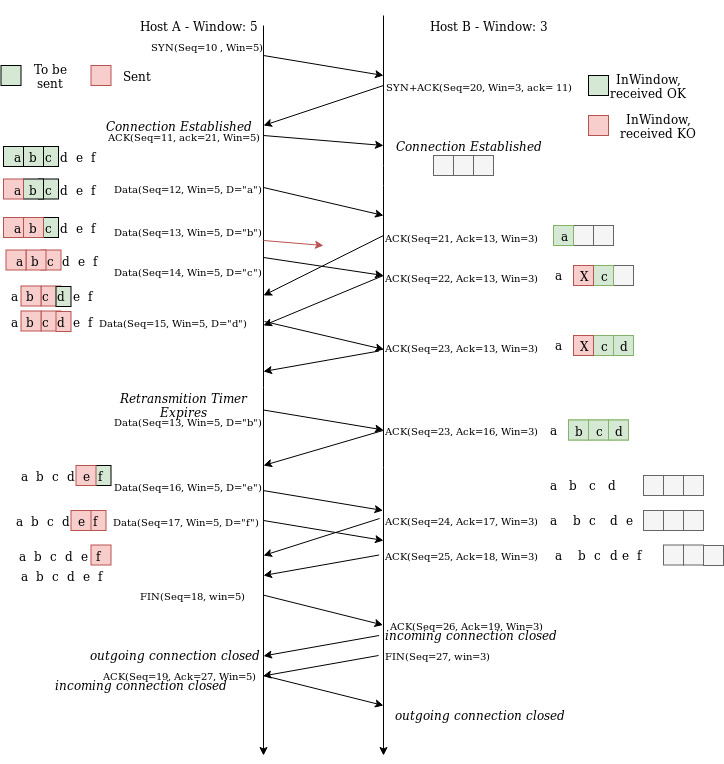 Host A - Window: 5
Host B - Window: 3
SYN(Seq=10 , Win=5)
To be
sent
Sent
SYN+ACK(Seq=20, Win=3, ack= 11)
InWindow,
received OK
InWindow,
received KO
Connection Established
ACK(Seq=11, ack=21, Win=5)
Connection Established
a b c d e f
a b c d e f
Data(Seq=12, Win=5, D="a")
a b c d e f
Data(Seq=13, Win=5, D="b")
ACK(Seq=21, Ack=13, Win=3)
a
a b c d e f
Data(Seq=14, Win=5, D="c")
ACK(Seq=22, Ack=13, Win=3)
a X c
a b c d e f
a b c d e f
Data(Seq=15, Win=5, D="d")
ACK(Seq=23, Ack=13, Win=3)
a X c d
Retransmition Timer
Expires
Data(Seq=13, Win=5, D="b")
ACK(Seq=23, Ack=16, Win=3)
a b c d
a b c d e f
Data(Seq=16, Win=5, D="e")
a b c d
a b c d e f
Data(Seq=17, Win=5, D="f")
ACK(Seq=24, Ack=17, Win=3)
a b c d e
a b c d e f
ACK(Seq=25, Ack=18, Win=3)
a b c d e f
a b c d e f
FIN(Seq=18, win=5)
ACK(Seq=26, Ack=19, Win=3)
incoming connection closed
outgoing connection closed
FIN(Seq=27, win=3)
ACK(Seq=19, Ack=27, Win=5)
incoming connection closed
outgoing connection closed